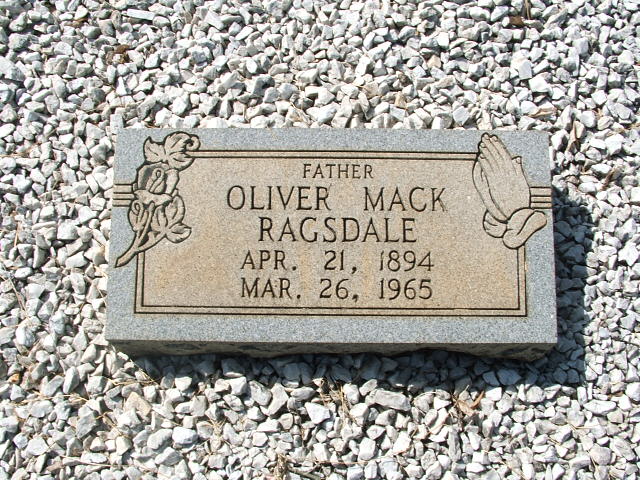 FATHER
OLIVER MACK
RAGSDALE
APR. 21, 1894
MAR. 26, 1965